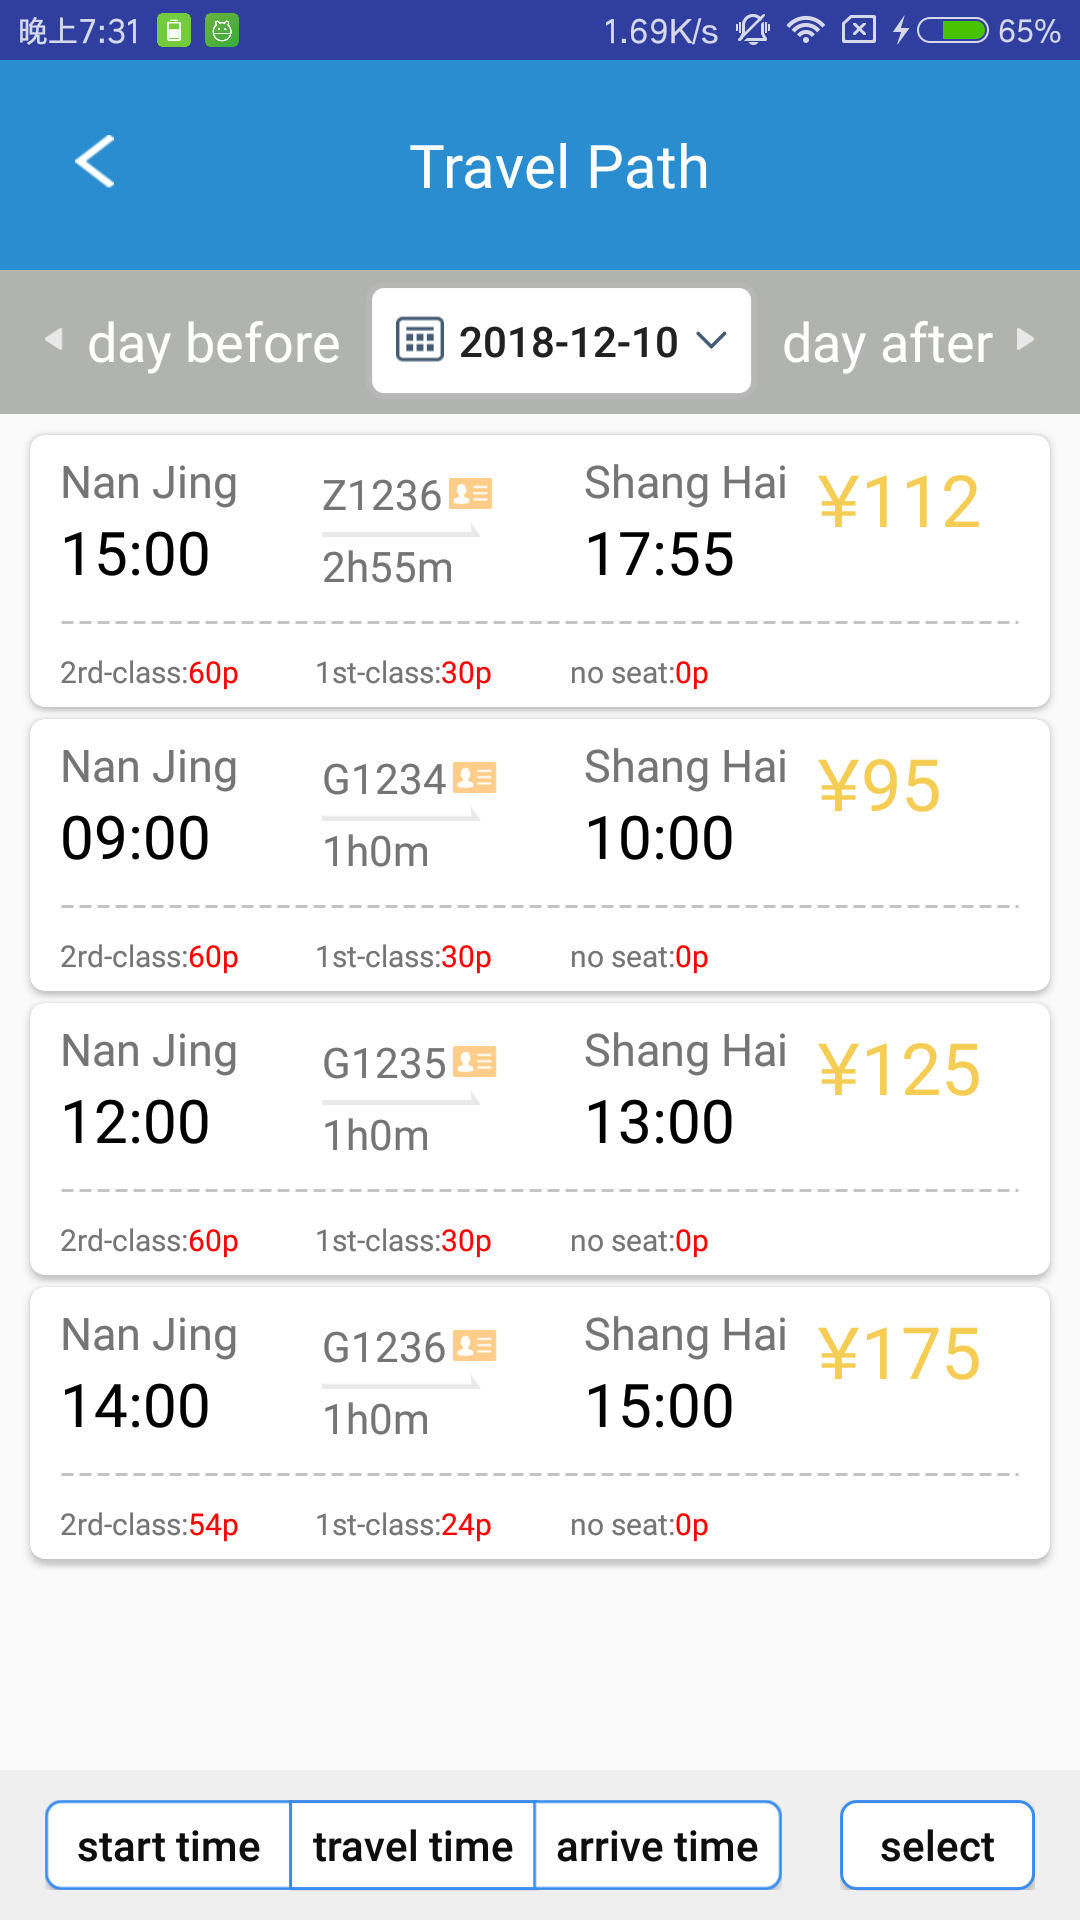 晚上7:31 1.69K/s 65%
Travel Path
day before 2018-12-10 day after
Nan Jing Z1236 Shang Hai ¥112
15:00 2h55m 17:55
2rd-class:60p 1st-class:30p no seat:0p
Nan Jing G1234 Shang Hai ¥95
09:00 1h0m 10:00
2rd-class:60p 1st-class:30p no seat:0p
Nan Jing G1235 Shang Hai ¥125
12:00 1h0m 13:00
2rd-class:60p 1st-class:30p no seat:0p
Nan Jing G1236 Shang Hai ¥175
14:00 1h0m 15:00
2rd-class:54p 1st-class:24p no seat:0p
start time travel time arrive time select